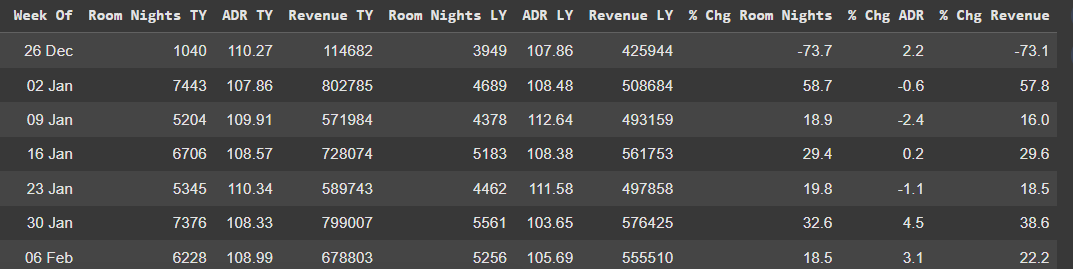 Week Of Room Nights TY ADR TY Revenue TY Room Nights LY ADR LY Revenue LY % Chg Room Nights % Chg ADR % Chg Revenue
26 Dec 1040 110.27 114682 3949 107.86 425944 -73.7 2.2 -73.1
02 Jan 7443 107.86 802785 4689 108.48 508684 58.7 -0.6 57.8
09 Jan 5204 109.91 571984 4378 112.64 493159 18.9 -2.4 16.0
16 Jan 6706 108.57 728074 5183 108.38 561753 29.4 0.2 29.6
23 Jan 5345 110.34 589743 4462 111.58 497858 19.8 -1.1 18.5
30 Jan 7376 108.33 799007 5561 103.65 576425 32.6 4.5 38.6
06 Feb 6228 108.99 678803 5256 105.69 555510 18.5 3.1 22.2